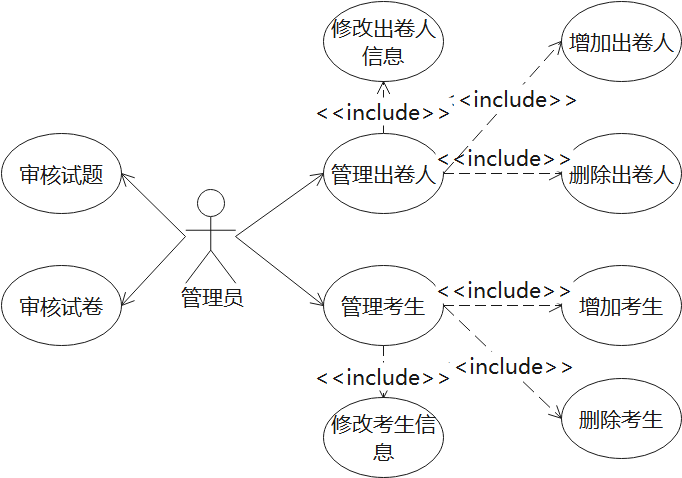 修改出卷人
信息
增加出卷人
<<include>>
<<include>>
<<include>>
审核试题
管理出卷人
删除出卷人
管理员
<<include>>
审核试卷
管理考生
增加考生
<<include>>
<<include>>
修改考生信
息
删除考生